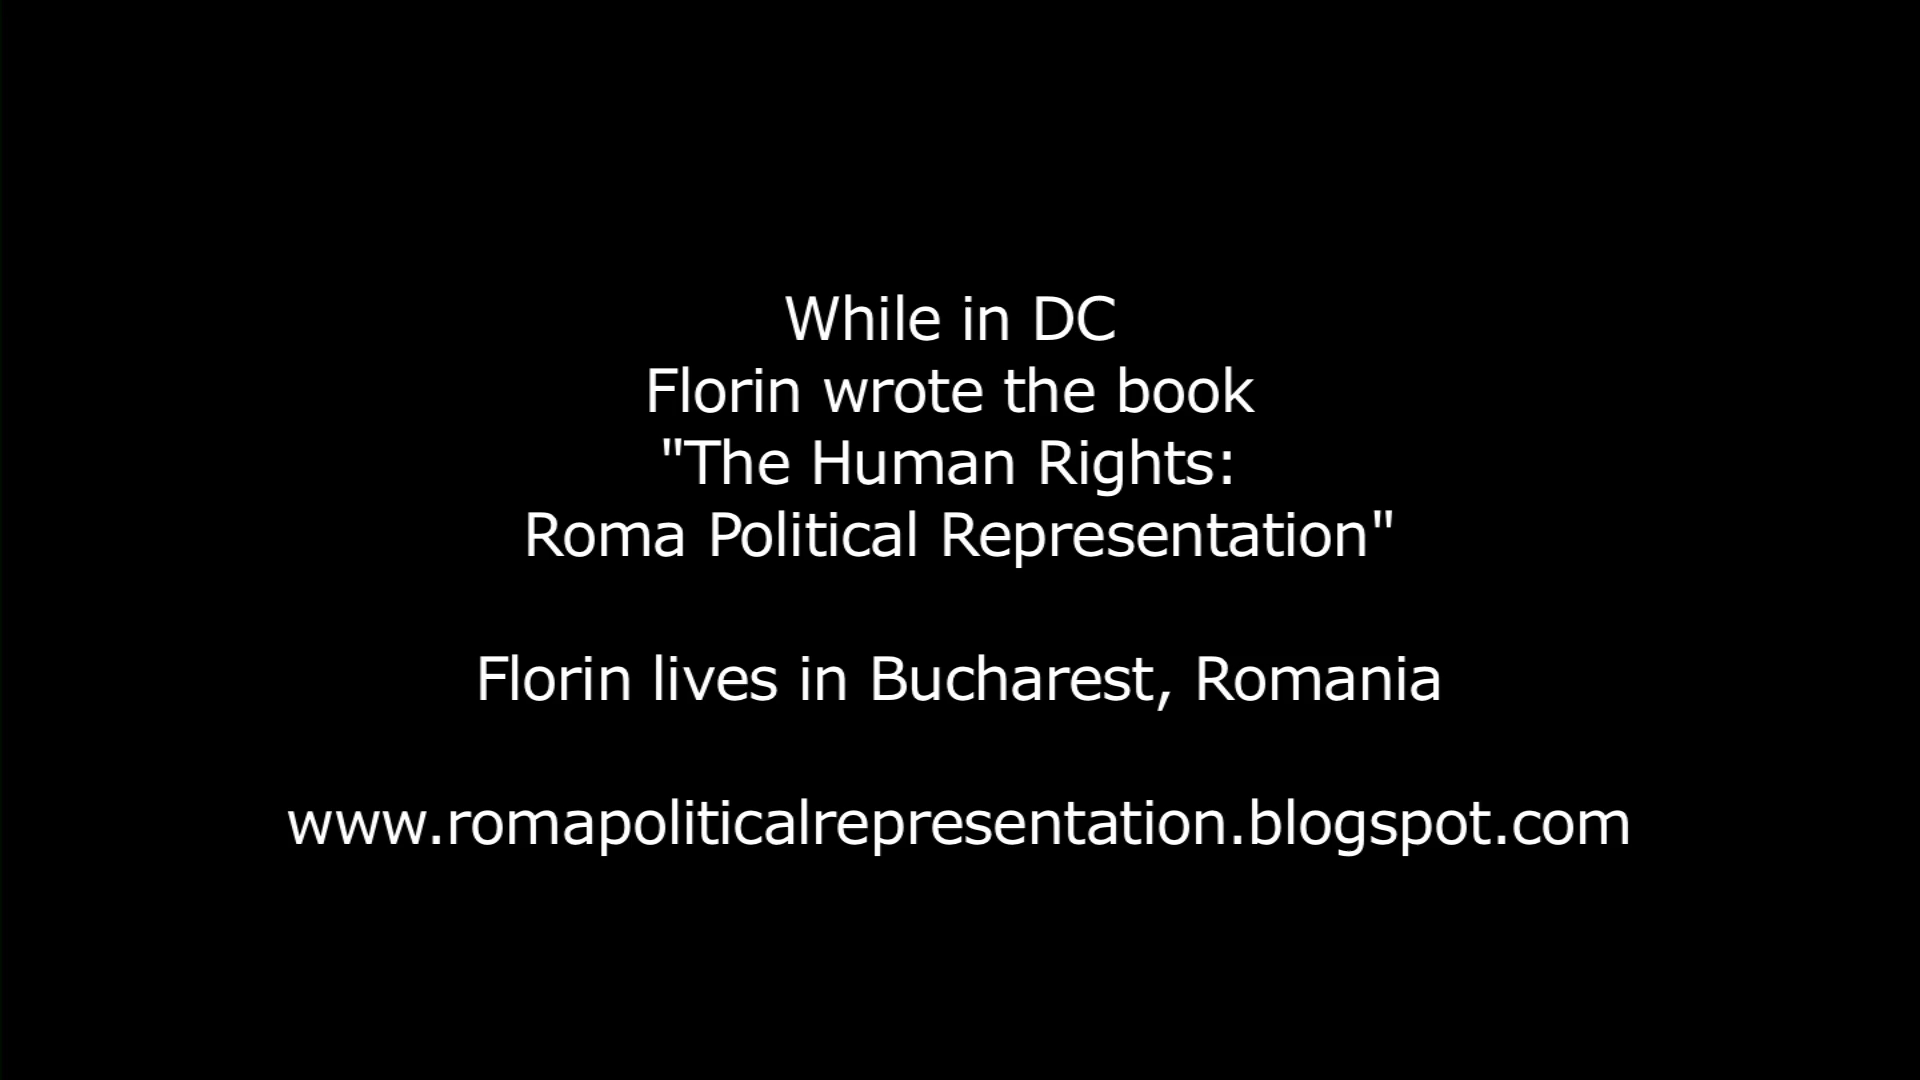 While in DC
Florin wrote the book
"The Human Rights:
Roma Political Representation"
Florin lives in Bucharest, Romania
www.romapoliticalrepresentation.blogspot.com